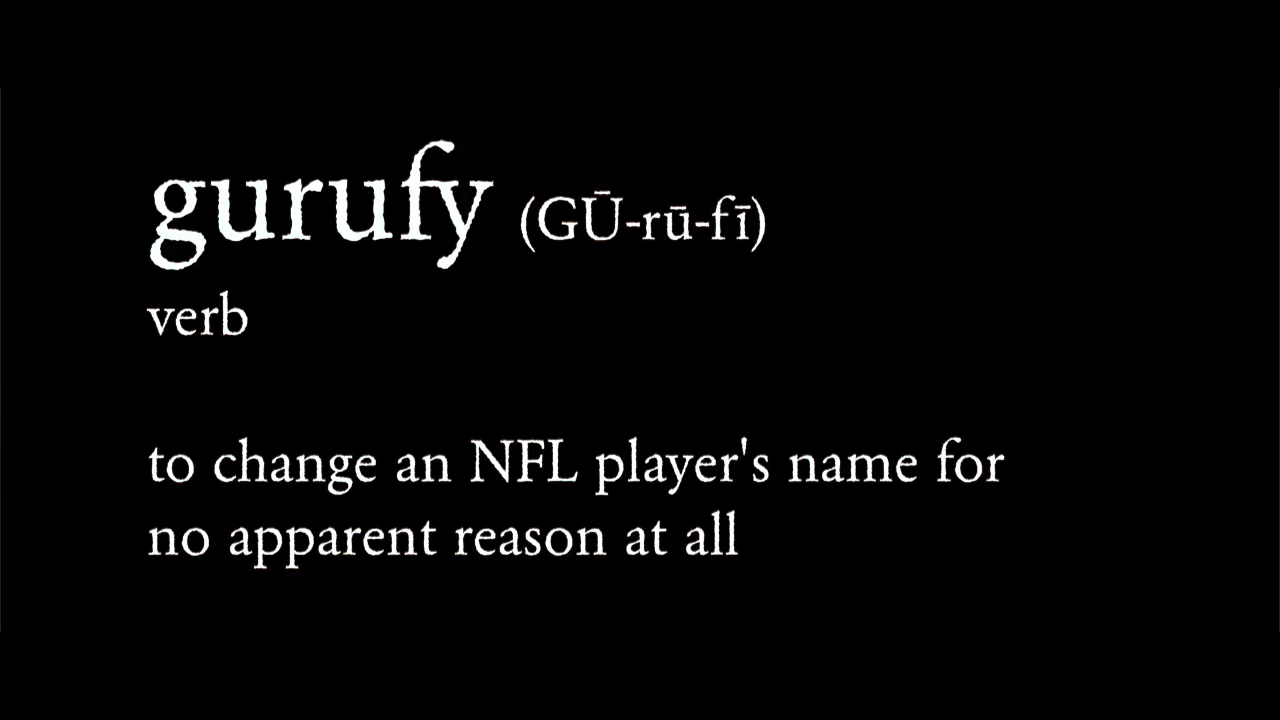 gurufy (GŪ-rū-fī)
verb
to change an NFL player's name for
no apparent reason at all